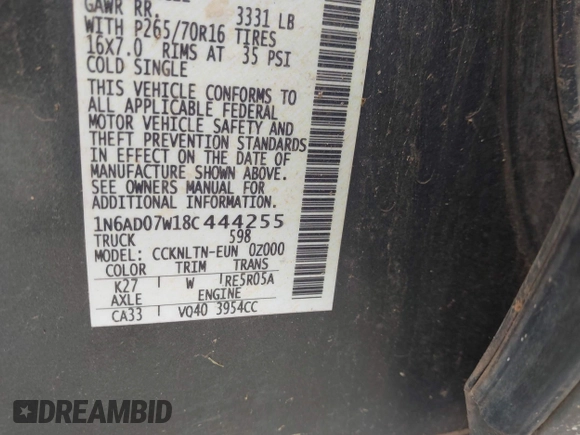 GAWR RR. 3331 LB
WITH P265/70R16 TIRES
16X7.0 RIMS AT 35 PSI
COLD SINGLE
THIS VEHICLE CONFORMS TO
ALL APPLICABLE FEDERAL
MOTOR VEHICLE SAFETY AND
THEFT PREVENTION STANDARDS
IN EFFECT ON THE DATE OF
MANUFACTURE SHOWN ABOVE.
SEE OWNERS MANUAL FOR
ADDITIONAL INFORMATION.
1N6AD07W18C444255
TRUCK 598
MODEL: CCKNLTN-EUN 0Z000
COLOR TRIM TRANS
K27 W RE5R05A
AXLE ENGINE
CA33 VQ40 3954CC
DREAMBID